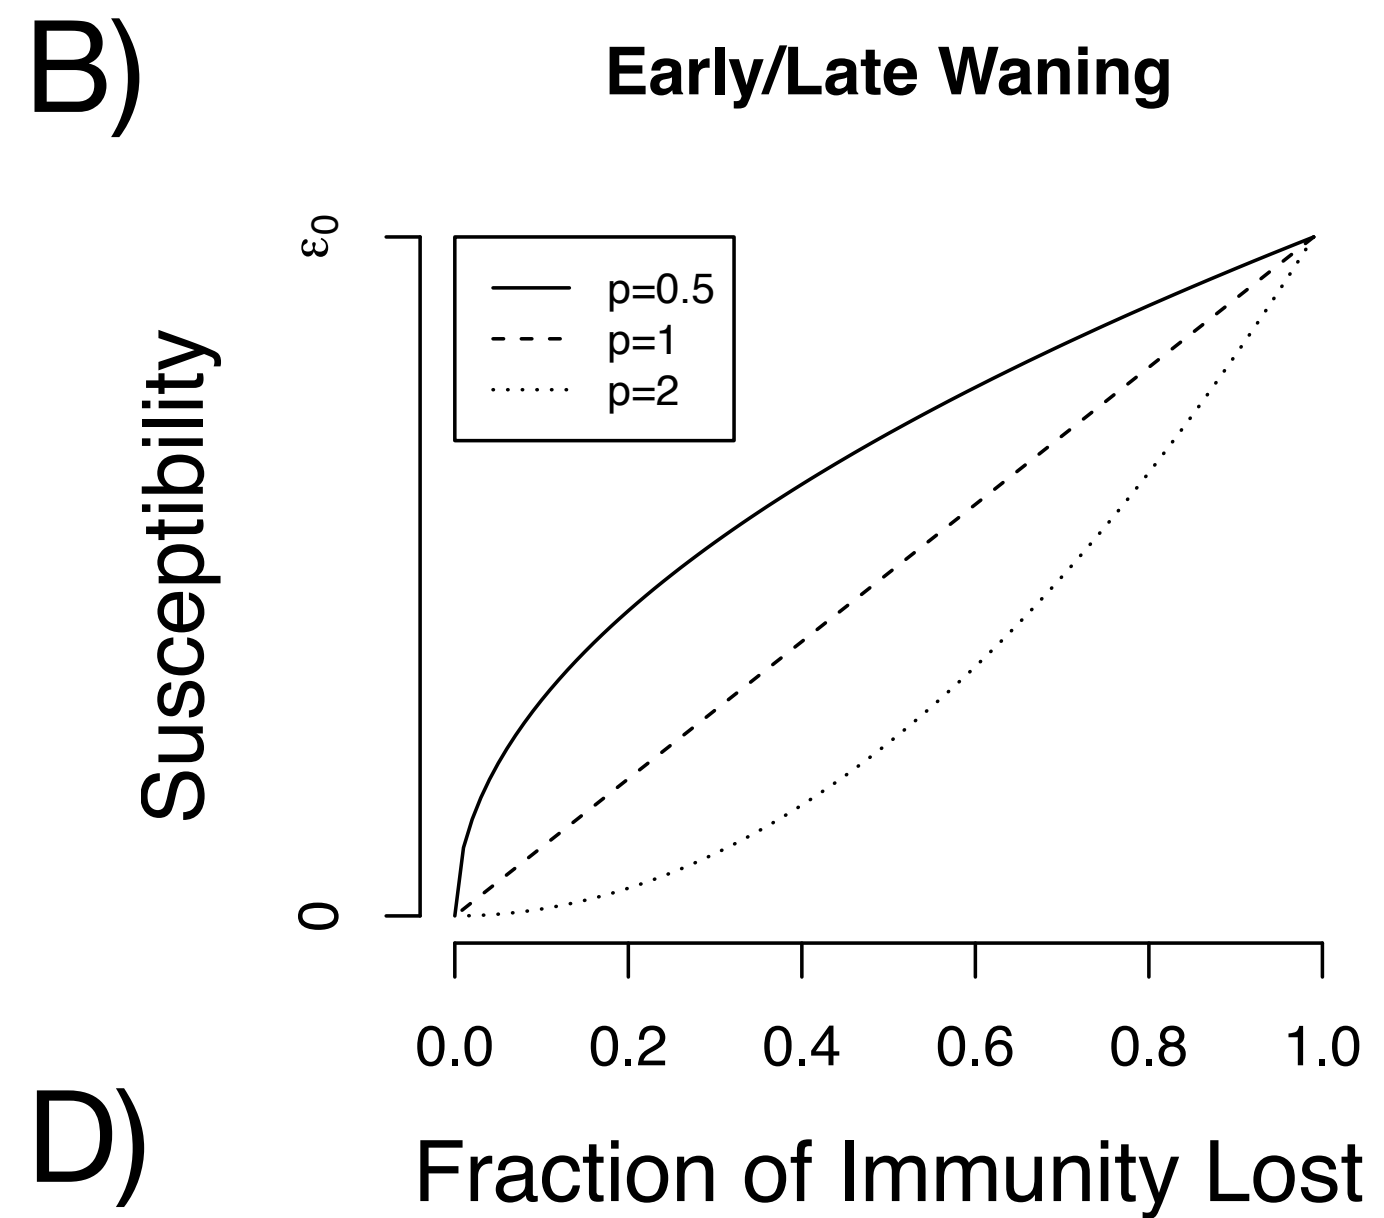 B)
Early/Late Waning
ε0
p=0.5
p=1
p=2
Susceptibility
0
0.0 0.2 0.4 0.6 0.8 1.0
D)
Fraction of Immunity Lost